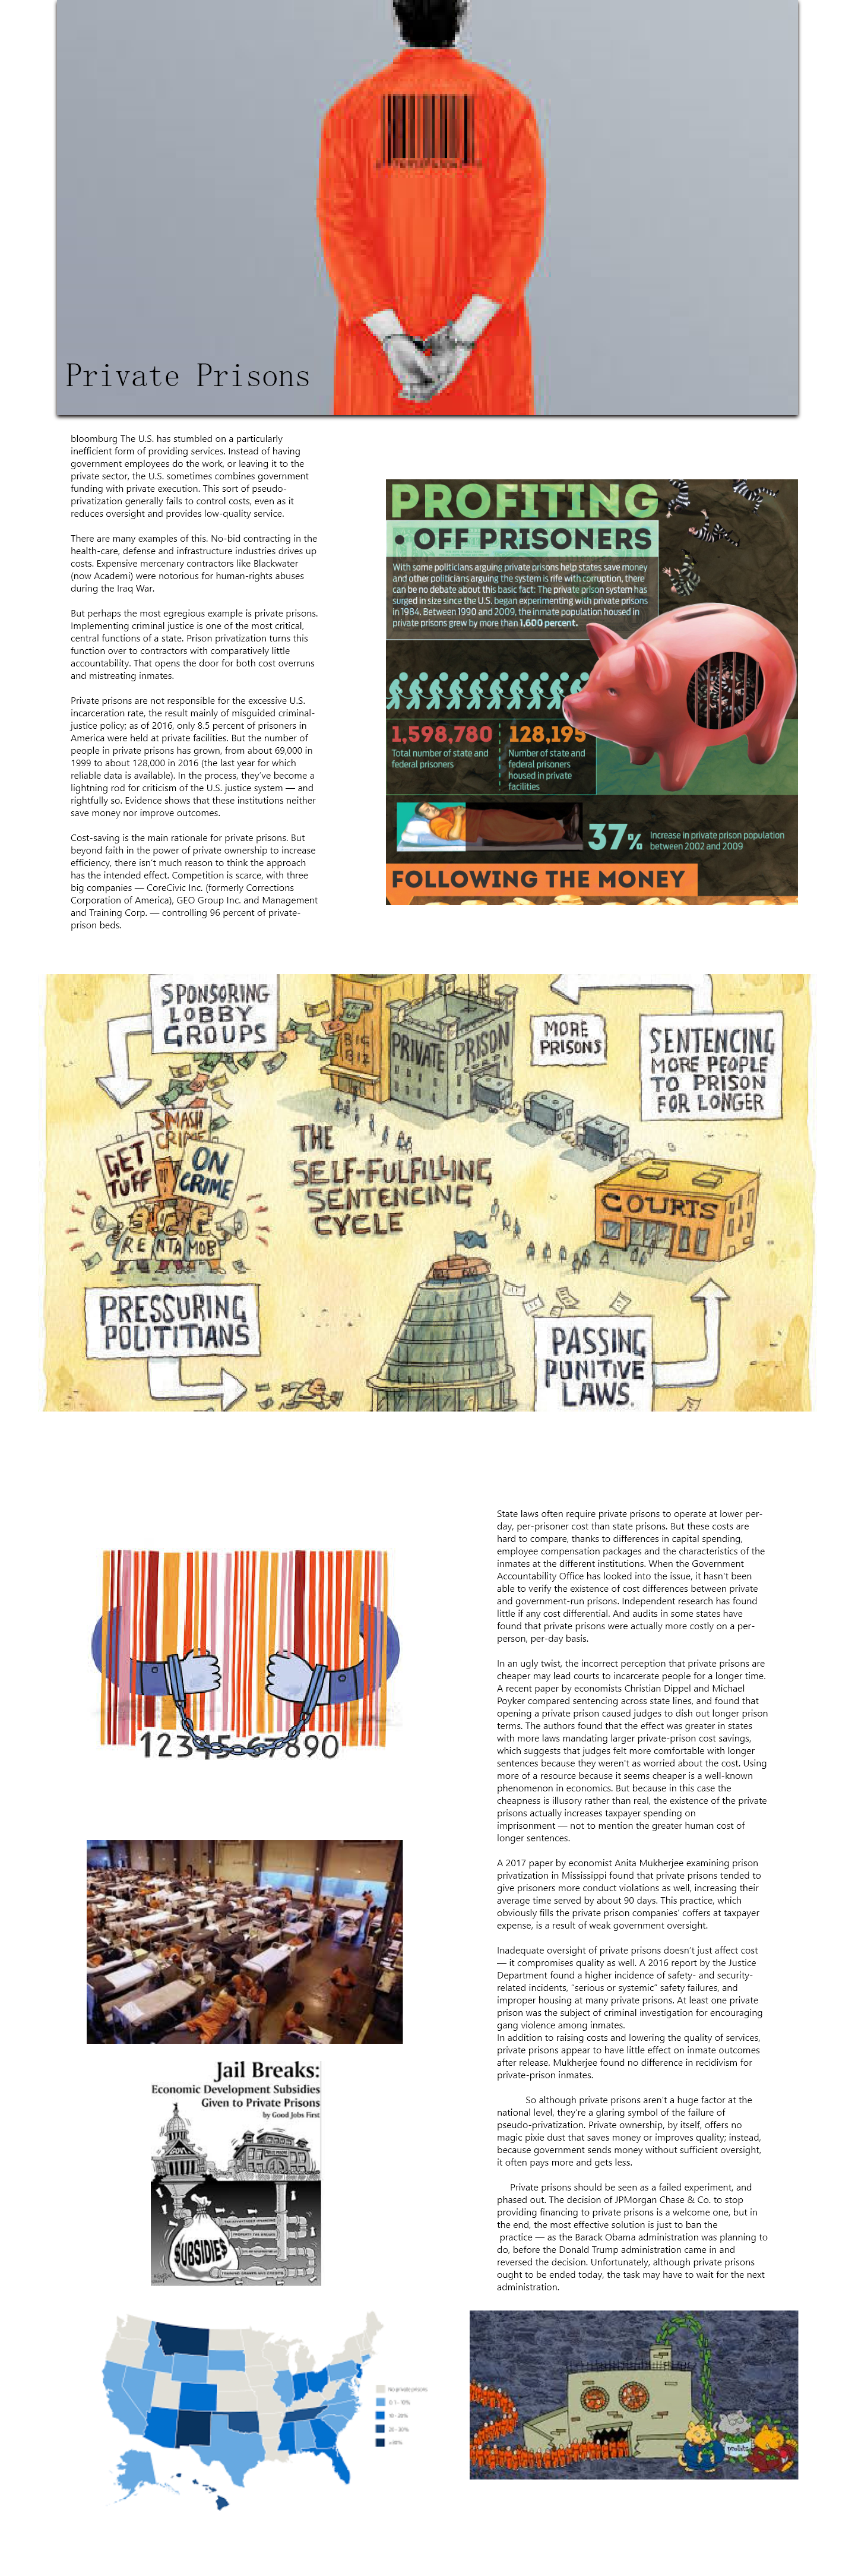 Private Prisons
bloomburg The U.S. has stumbled on a particularly
inefficient form of providing services. Instead of having
government employees do the work, or leaving it to the
private sector, the U.S. sometimes combines government
funding with private execution. This sort of pseudo-
privatization generally fails to control costs, even as it
reduces oversight and provides low-quality service.
There are many examples of this. No-bid contracting in the
health-care, defense and infrastructure industries drives up
costs. Expensive mercenary contractors like Blackwater
(now Academi) were notorious for human-rights abuses
during the Iraq War.
But perhaps the most egregious example is private prisons.
Implementing criminal justice is one of the most critical,
central functions of a state. Prison privatization turns this
function over to contractors with comparatively little
accountability. That opens the door for both cost overruns
and mistreating inmates.
Private prisons are not responsible for the excessive U.S.
incarceration rate, the result mainly of misguided criminal-
justice policy; as of 2016, only 8.5 percent of prisoners in
America were held at private facilities. But the number of
people in private prisons has grown, from about 69,000 in
1999 to about 128,000 in 2016 (the last year for which
reliable data is available). In the process, they've become a
lightning rod for criticism of the U.S. justice system — and
rightfully so. Evidence shows that these institutions neither
save money nor improve outcomes.
Cost-saving is the main rationale for private prisons. But
beyond faith in the power of private ownership to increase
efficiency, there isn't much reason to think the approach
has the intended effect. Competition is scarce, with three
big companies — CoreCivic Inc. (formerly Corrections
Corporation of America), GEO Group Inc. and Management
and Training Corp. — controlling 96 percent of private-
prison beds.
PROFITING
• OFF PRISONERS
With some politicians arguing private prisons help states save money
and other politicians arguing the system is rife with corruption, there
can be no debate about this basic fact: The private prison system has
surged in size since the U.S. began experimenting with private prisons
in 1984. Between 1990 and 2009, the inmate population housed in
private prisons grew by more than 1,600 percent.
1,598,780
Total number of state and
federal prisoners
128,195
Number of state and
federal prisoners
housed in private
facilities
37%
Increase in private prison population
between 2002 and 2009
FOLLOWING THE MONEY
SPONSORING
LOBBY
GROUPS
BIG
BIZ
PRIVATE PRISON
MORE
PRISONS
SENTENCING
MORE PEOPLE
TO PRISON
FOR LONGER
SMASH
CRIME
GET
TUFF
ON
CRIME
RENTAMOB
THE
SELF-FULFILLING
SENTENCING
CYCLE
COURTS
PRESSURING
POLITITIANS
PASSING
PUNITIVE
LAWS.
12345 67890
State laws often require private prisons to operate at lower per-
day, per-prisoner cost than state prisons. But these costs are
hard to compare, thanks to differences in capital spending,
employee compensation packages and the characteristics of the
inmates at the different institutions. When the Government
Accountability Office has looked into the issue, it hasn't been
able to verify the existence of cost differences between private
and government-run prisons. Independent research has found
little if any cost differential. And audits in some states have
found that private prisons were actually more costly on a per-
person, per-day basis.
In an ugly twist, the incorrect perception that private prisons are
cheaper may lead courts to incarcerate people for a longer time.
A recent paper by economists Christian Dippel and Michael
Poyker compared sentencing across state lines, and found that
opening a private prison caused judges to dish out longer prison
terms. The authors found that the effect was greater in states
with more laws mandating larger private-prison cost savings,
which suggests that judges felt more comfortable with longer
sentences because they weren't as worried about the cost. Using
more of a resource because it seems cheaper is a well-known
phenomenon in economics. But because in this case the
cheapness is illusory rather than real, the existence of the private
prisons actually increases taxpayer spending on
imprisonment — not to mention the greater human cost of
longer sentences.
A 2017 paper by economist Anita Mukherjee examining prison
privatization in Mississippi found that private prisons tended to
give prisoners more conduct violations as well, increasing their
average time served by about 90 days. This practice, which
obviously fills the private prison companies' coffers at taxpayer
expense, is a result of weak government oversight.
Inadequate oversight of private prisons doesn't just affect cost
— it compromises quality as well. A 2016 report by the Justice
Department found a higher incidence of safety- and security-
related incidents, "serious or systemic" safety failures, and
improper housing at many private prisons. At least one private
prison was the subject of criminal investigation for encouraging
gang violence among inmates.
In addition to raising costs and lowering the quality of services,
private prisons appear to have little effect on inmate outcomes
after release. Mukherjee found no difference in recidivism for
private-prison inmates.
So although private prisons aren't a huge factor at the
national level, they're a glaring symbol of the failure of
pseudo-privatization. Private ownership, by itself, offers no
magic pixie dust that saves money or improves quality; instead,
because government sends money without sufficient oversight,
it often pays more and gets less.
Private prisons should be seen as a failed experiment, and
phased out. The decision of JPMorgan Chase & Co. to stop
providing financing to private prisons is a welcome one, but in
the end, the most effective solution is just to ban the
practice — as the Barack Obama administration was planning to
do, before the Donald Trump administration came in and
reversed the decision. Unfortunately, although private prisons
ought to be ended today, the task may have to wait for the next
administration.
Jail Breaks:
Economic Development Subsidies
Given to Private Prisons
by Good Jobs First
SUBSIDIES
No private prisons
0.1 - 10%
10 - 20%
20 - 30%
>30%